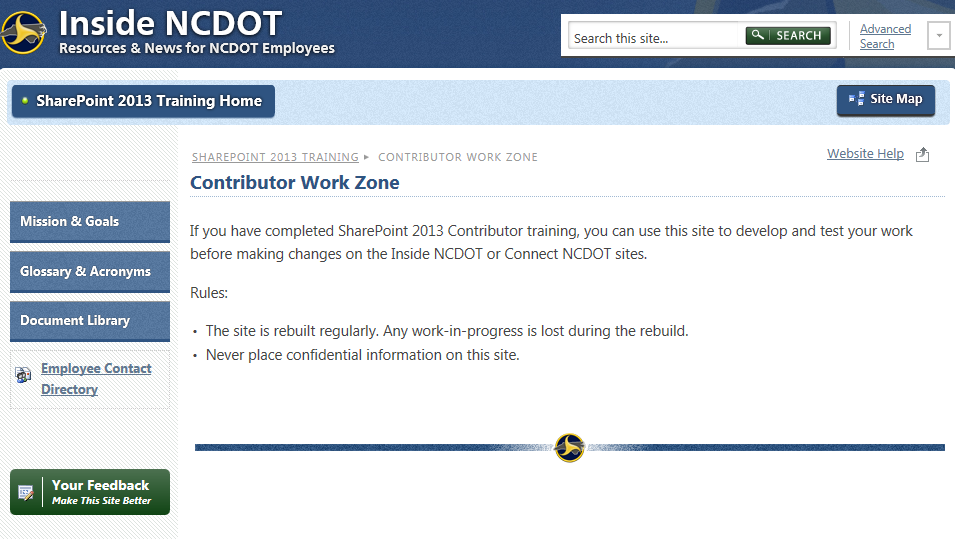 Inside NCDOT
Resources & News for NCDOT Employees
Search this site...
SEARCH
Advanced
Search
SharePoint 2013 Training Home
Site Map
SHAREPOINT 2013 TRAINING ▸ CONTRIBUTOR WORK ZONE
Website Help
Contributor Work Zone
Mission & Goals
Glossary & Acronyms
Document Library
Employee Contact
Directory
Your Feedback
Make This Site Better
If you have completed SharePoint 2013 Contributor training, you can use this site to develop and test your work
before making changes on the Inside NCDOT or Connect NCDOT sites.
Rules:
• The site is rebuilt regularly. Any work-in-progress is lost during the rebuild.
• Never place confidential information on this site.